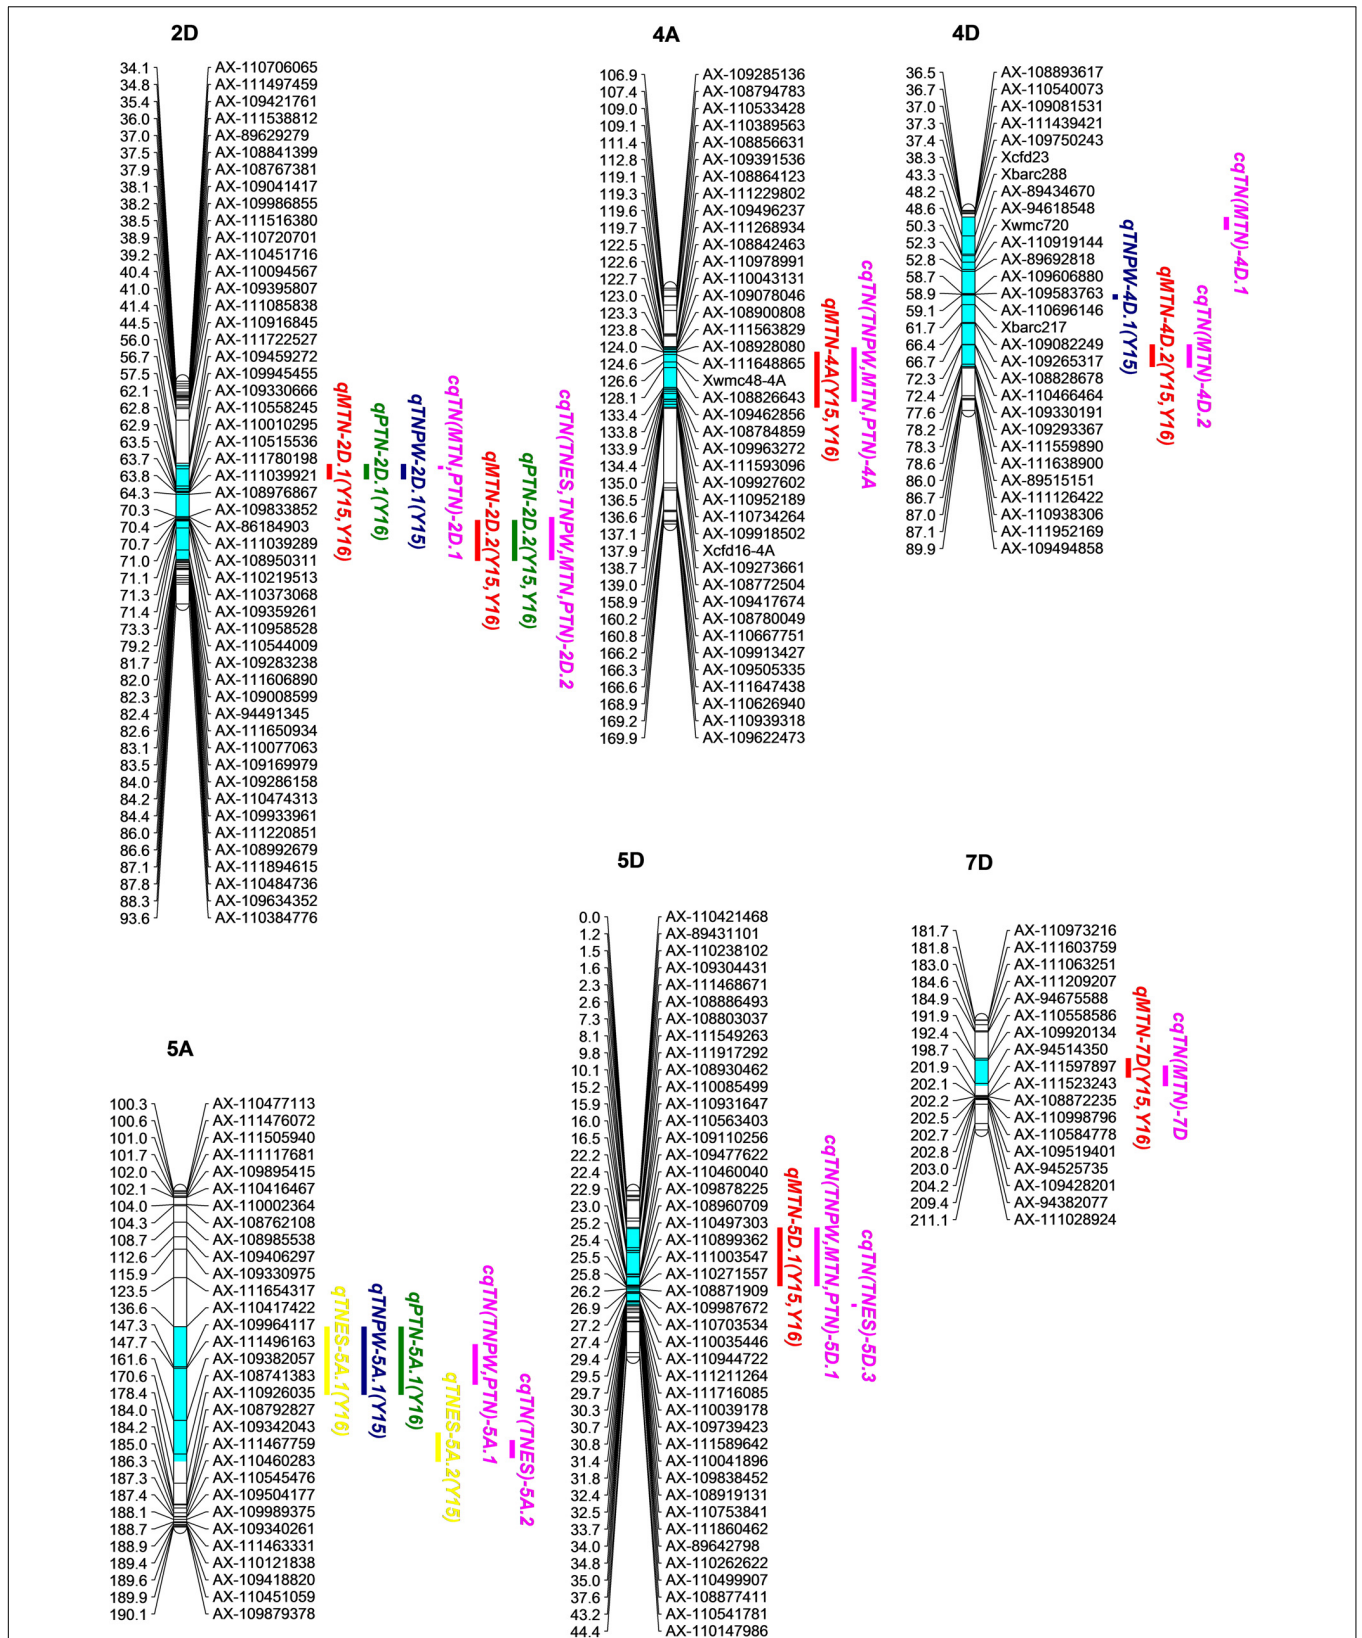 2D
34.1 AX-110706065
34.8 AX-111497459
35.4 AX-109421761
36.0 AX-111538812
37.0 AX-89629279
37.5 AX-108841399
37.9 AX-108767381
38.1 AX-109041417
38.2 AX-109986855
38.5 AX-111516380
38.9 AX-110720701
39.2 AX-110451716
40.4 AX-110094567
41.0 AX-109395807
41.4 AX-111085838
44.5 AX-110916845
56.0 AX-111722527
56.7 AX-109459272
57.5 AX-109945455
62.1 AX-109330666
62.8 AX-110558245
62.9 AX-110010295
63.5 AX-110515536
63.7 AX-111780198
63.8 AX-111039921
64.3 AX-108976867
70.3 AX-109833852
70.4 AX-86184903
70.7 AX-111039289
71.0 AX-108950311
71.1 AX-110219513
71.3 AX-110373068
71.4 AX-109359261
73.3 AX-110958528
79.2 AX-110544009
81.7 AX-109283238
82.0 AX-111606890
82.3 AX-109008599
82.4 AX-94491345
82.6 AX-111650934
83.1 AX-110077063
83.5 AX-109169979
84.0 AX-109286158
84.2 AX-110474313
84.4 AX-109933961
86.0 AX-111220851
86.6 AX-108992679
87.1 AX-111894615
87.8 AX-110484736
88.3 AX-109634352
93.6 AX-110384776
qMTN-2D.1(Y15,Y16)
qPTN-2D.1(Y16)
qTNPW-2D.1(Y15)
cqTN(MTN,PTN)-2D.1
qMTN-2D.2(Y15,Y16)
qPTN-2D.2(Y15,Y16)
cqTN(TNES,TNPW,MTN,PTN)-2D.2
4A
106.9 AX-109285136
107.4 AX-108794783
109.0 AX-110533428
109.1 AX-110389563
111.4 AX-108856631
112.8 AX-109391536
119.1 AX-108864123
119.3 AX-111229802
119.6 AX-109496237
119.7 AX-111268934
122.5 AX-108842463
122.6 AX-110978991
122.7 AX-110043131
123.0 AX-109078046
123.3 AX-108900808
123.8 AX-111563829
124.0 AX-108928080
124.6 AX-111648865
126.6 Xwmc48-4A
128.1 AX-108826643
133.4 AX-109462856
133.8 AX-108784859
133.9 AX-109963272
134.4 AX-111593096
135.0 AX-109927602
136.5 AX-110952189
136.6 AX-110734264
137.1 AX-109918502
137.9 Xcfd16-4A
138.7 AX-109273661
139.0 AX-108772504
158.9 AX-109417674
160.2 AX-108780049
160.8 AX-110667751
166.2 AX-109913427
166.3 AX-109505335
166.6 AX-111647438
168.9 AX-110626940
169.2 AX-110939318
169.9 AX-109622473
qMTN-4A(Y15,Y16)
cqTN(TNPW,MTN,PTN)-4A
4D
36.5 AX-108893617
36.7 AX-110540073
37.0 AX-109081531
37.3 AX-111439421
37.4 AX-109750243
38.3 Xcfd23
43.3 Xbarc288
48.2 AX-89434670
48.6 AX-94618548
50.3 Xwmc720
52.3 AX-110919144
52.8 AX-89692818
58.7 AX-109606880
58.9 AX-109583763
59.1 AX-110696146
61.7 Xbarc217
66.4 AX-109082249
66.7 AX-109265317
72.3 AX-108828678
72.4 AX-110466464
77.6 AX-109330191
78.2 AX-109293367
78.3 AX-111559890
78.6 AX-111638900
86.0 AX-89515151
86.7 AX-111126422
87.0 AX-110938306
87.1 AX-111952169
89.9 AX-109494858
qTNPW-4D.1(Y15)
qMTN-4D.2(Y15,Y16)
cqTN(MTN)-4D.2
cqTN(MTN)-4D.1
5A
100.3 AX-110477113
100.6 AX-111476072
101.0 AX-111505940
101.7 AX-111117681
102.0 AX-109895415
102.1 AX-110416467
104.0 AX-110002364
104.3 AX-108762108
108.7 AX-108985538
112.6 AX-109406297
115.9 AX-109330975
123.5 AX-111654317
136.6 AX-110417422
147.3 AX-109964117
147.7 AX-111496163
161.6 AX-109382057
170.6 AX-108741383
178.4 AX-110926035
184.0 AX-108792827
184.2 AX-109342043
185.0 AX-111467759
186.3 AX-110460283
187.3 AX-110545476
187.4 AX-109504177
188.1 AX-109989375
188.7 AX-109340261
188.9 AX-111463331
189.4 AX-110121838
189.6 AX-109418820
189.9 AX-110451059
190.1 AX-109879378
qTNES-5A.1(Y16)
qTNPW-5A.1(Y15)
qPTN-5A.1(Y16)
qTNES-5A.2(Y15)
cqTN(TNPW,PTN)-5A.1
cqTN(TNES)-5A.2
5D
0.0 AX-110421468
1.2 AX-89431101
1.5 AX-110238102
1.6 AX-109304431
2.3 AX-111468671
2.6 AX-108886493
7.3 AX-108803037
8.1 AX-111549263
9.8 AX-111917292
10.1 AX-108930462
15.2 AX-110085499
15.9 AX-110931647
16.0 AX-110563403
16.5 AX-109110256
22.2 AX-109477622
22.4 AX-110460040
22.9 AX-109878225
23.0 AX-108960709
25.2 AX-110497303
25.4 AX-110899362
25.5 AX-111003547
25.8 AX-110271557
26.2 AX-108871909
26.9 AX-109987672
27.2 AX-110703534
27.4 AX-110035446
29.4 AX-110944722
29.5 AX-111211264
29.7 AX-111716085
30.3 AX-110039178
30.7 AX-109739423
30.8 AX-111589642
31.4 AX-110041896
31.8 AX-109838452
32.4 AX-108919131
32.5 AX-110753841
33.7 AX-111860462
34.0 AX-89642798
34.8 AX-110262622
35.0 AX-110499907
37.6 AX-108877411
43.2 AX-110541781
44.4 AX-110147986
qMTN-5D.1(Y15,Y16)
cqTN(TNPW,MTN,PTN)-5D.1
cqTN(TNES)-5D.3
7D
181.7 AX-110973216
181.8 AX-111603759
183.0 AX-111063251
184.6 AX-111209207
184.9 AX-94675588
191.9 AX-110558586
192.4 AX-109920134
198.7 AX-94514350
201.9 AX-111597897
202.1 AX-111523243
202.2 AX-108872235
202.5 AX-110998796
202.7 AX-110584778
202.8 AX-109519401
203.0 AX-94525735
204.2 AX-109428201
209.4 AX-94382077
211.1 AX-111028924
qMTN-7D(Y15,Y16)
cqTN(MTN)-7D